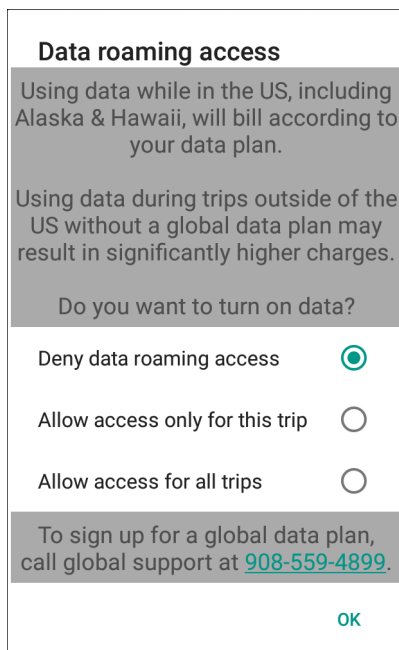 Data roaming access
Using data while in the US, including
Alaska & Hawaii, will bill according to
your data plan.
Using data during trips outside of the
US without a global data plan may
result in significantly higher charges.
Do you want to turn on data?
Deny data roaming access
Allow access only for this trip
Allow access for all trips
To sign up for a global data plan,
call global support at 908-559-4899.
OK